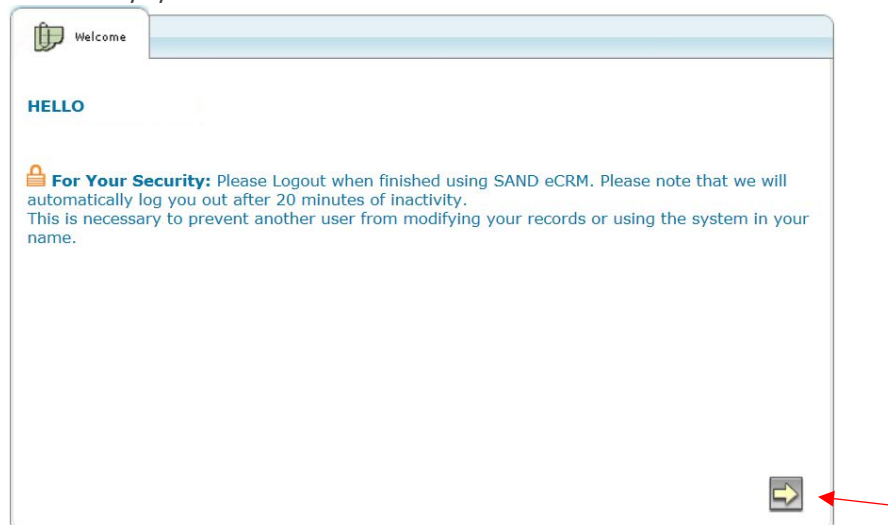 Welcome
HELLO
For Your Security: Please Logout when finished using SAND eCRM. Please note that we will
automatically log you out after 20 minutes of inactivity.
This is necessary to prevent another user from modifying your records or using the system in your
name.